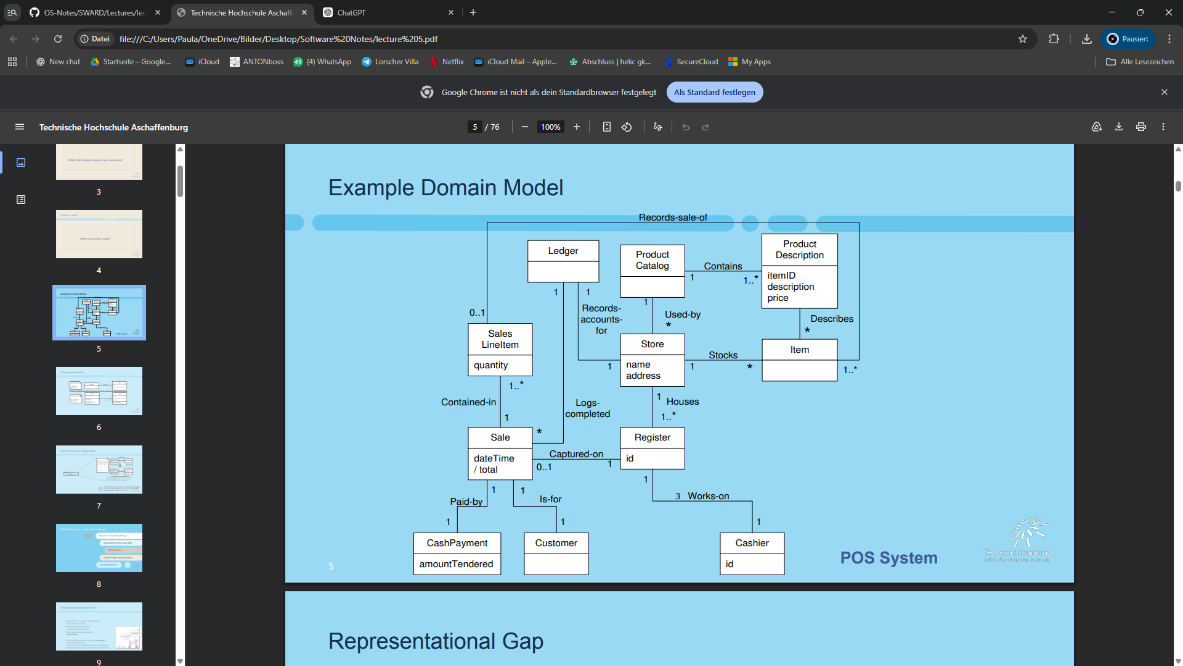 OS-Notes/SWARD/Lectures/le
Technische Hochschule Aschaff
ChatGPT
Datei
file:///C:/Users/Paula/OneDrive/Bilder/Desktop/Software%20Notes/lecture%205.pdf
Pausiert
New chat
Startseite – Google...
iCloud
ANTONboss
(4) WhatsApp
Lorscher Villa
Netflix
iCloud Mail – Apple...
Abschluss | helic gk...
SecureCloud
My Apps
Alle Lesezeichen
Google Chrome ist nicht als dein Standardbrowser festgelegt
Als Standard festlegen
Technische Hochschule Aschaffenburg
5 / 76
100%
3
4
5
6
7
8
9
Example Domain Model
Records-sale-of
Ledger
Product
Catalog
Product
Description
itemID
description
price
Contains
1
1..*
1
1
1
Records-
accounts-
for
Used-by
*
Describes
*
0..1
Sales
LineItem
quantity
Store
name
address
Item
Stocks
1
1
*
1..*
1..*
Contained-in
1
Logs-
completed
*
1
Houses
1..*
Sale
dateTime
/ total
Captured-on
0..1
1
Register
id
1
1
1
Paid-by
Is-for
3 Works-on
1
1
1
CashPayment
amountTendered
Customer
Cashier
id
POS System
5
Representational Gap